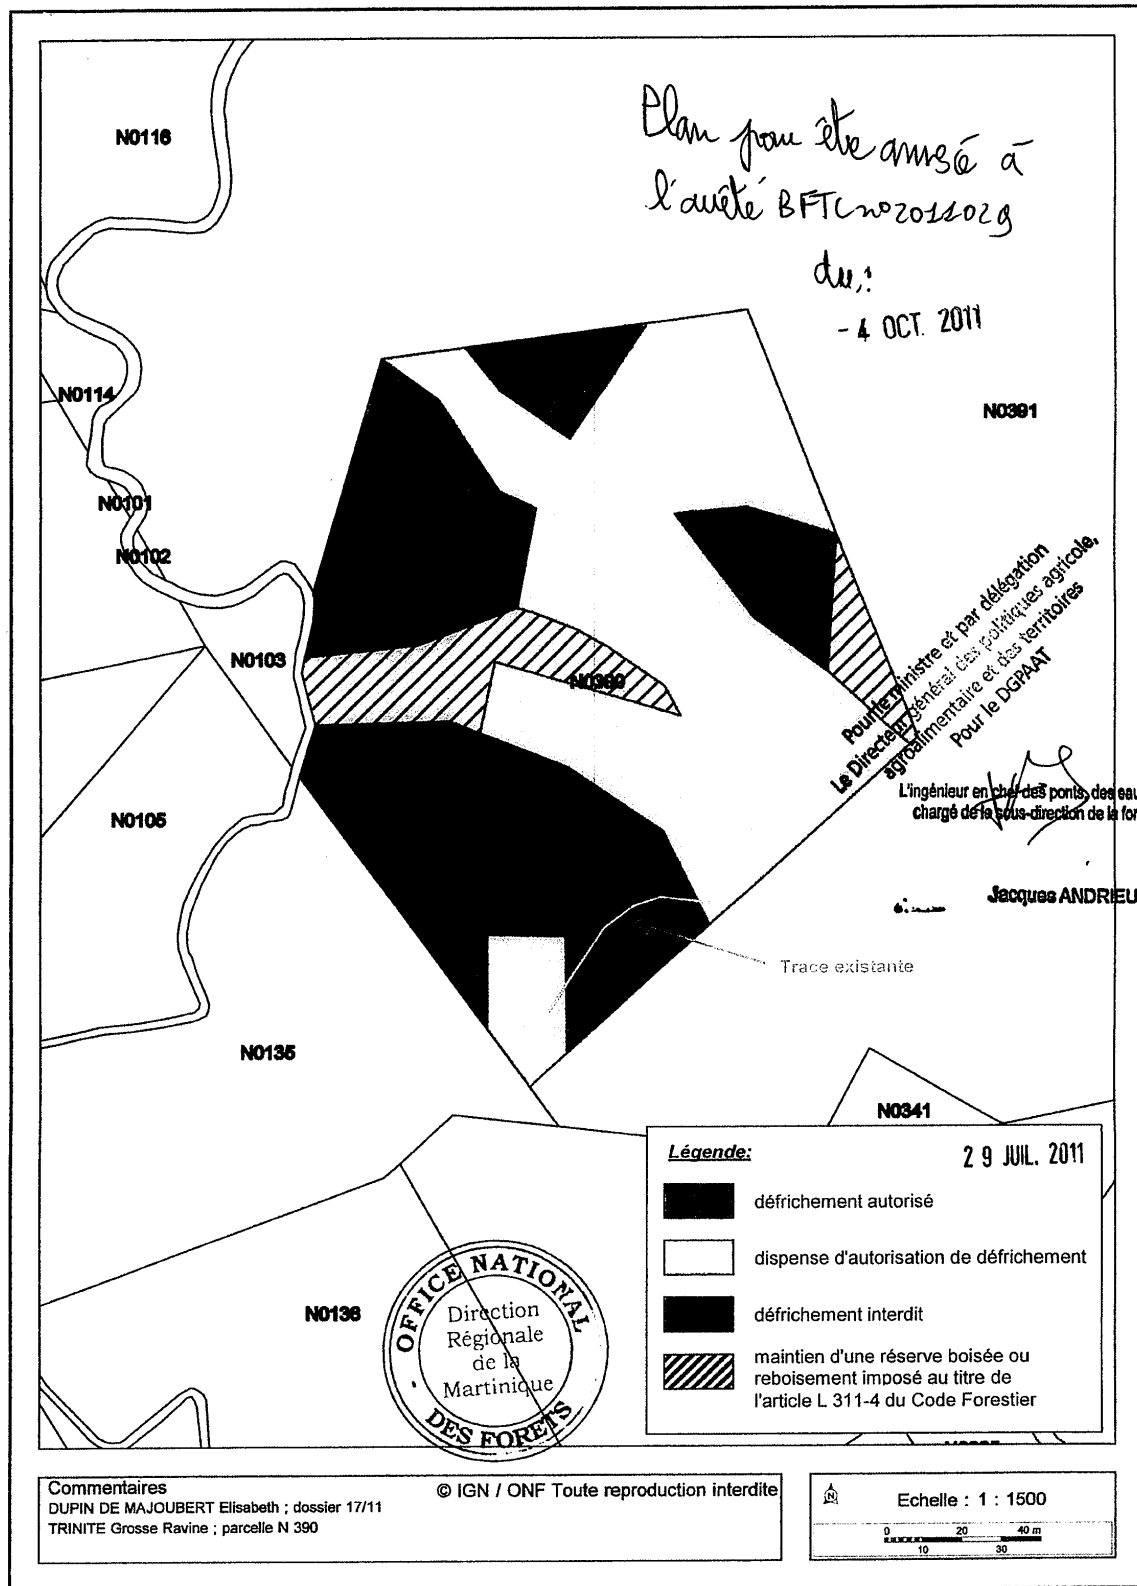 N0116
Plan pour être annexé à
l'arrêté BFTC n° 2011029
du :
- 4 OCT. 2011
N0114
N0391
N0101
N0102
Pour le ministre et par délégation
Le Directeur général des politiques agricole,
agroalimentaire et des territoires
Pour le DGPAAT
N0103
N0390
L'ingénieur en chef des ponts, des eau
chargé de la sous-direction de la for
N0105
Jacques ANDRIEU
Trace existante
N0135
N0341
Légende:
2 9 JUIL. 2011
défrichement autorisé
dispense d'autorisation de défrichement
défrichement interdit
maintien d'une réserve boisée ou
reboisement imposé au titre de
l'article L 311-4 du Code Forestier
N0136
OFFICE NATIONAL
DES FORETS
Direction
Régionale
de la
Martinique
Commentaires
DUPIN DE MAJOUBERT Elisabeth ; dossier 17/11
TRINITE Grosse Ravine ; parcelle N 390
© IGN / ONF Toute reproduction interdite
N
Echelle : 1 : 1500
0 20 40 m
10 30